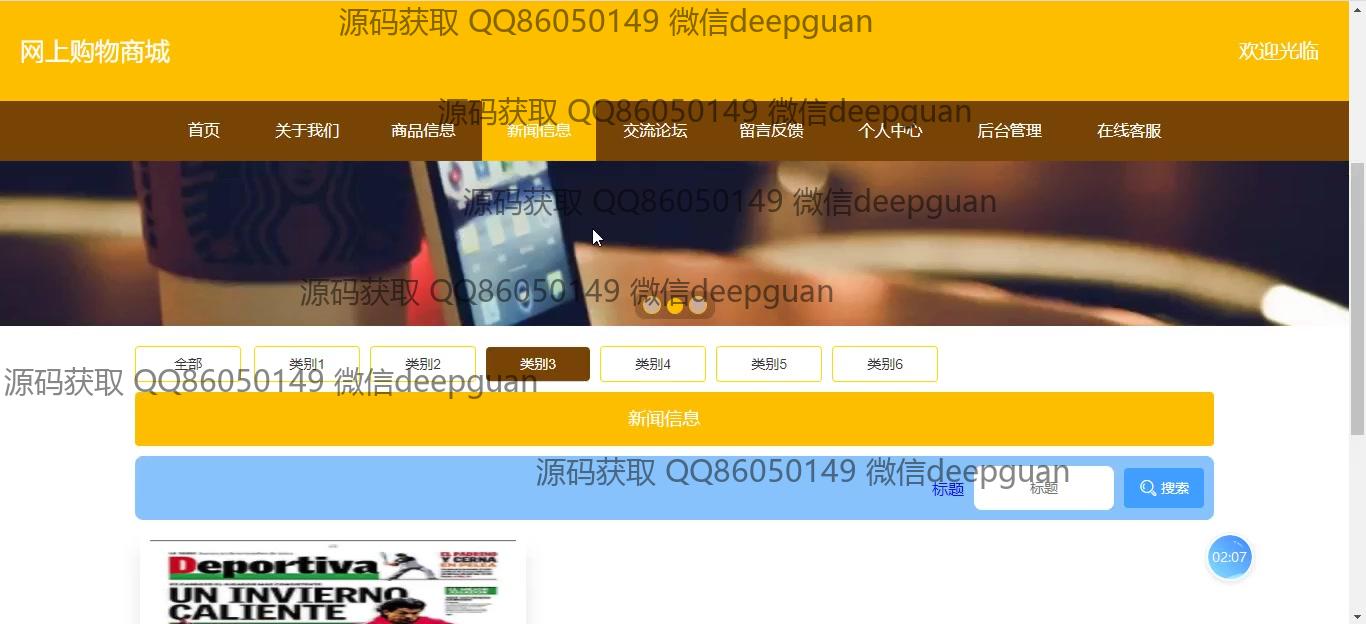 源码获取 QQ86050149 微信deepguan
网上购物商城
欢迎光临
源码获取 QQ86050149 微信deepguan
首页 关于我们 商品信息 新闻信息 交流论坛 留言反馈 个人中心 后台管理 在线客服
源码获取 QQ86050149 微信deepguan
源码获取 QQ86050149 微信deepguan
全部 类别1 类别2 类别3 类别4 类别5 类别6
源码获取 QQ86050149 微信deepguan
新闻信息
源码获取 QQ86050149 微信deepguan
标题 标题 搜索
Deportiva
EL PADRINO
Y CERNA
EN PELEA
UN INVIERNO
CALIENTE
02:07